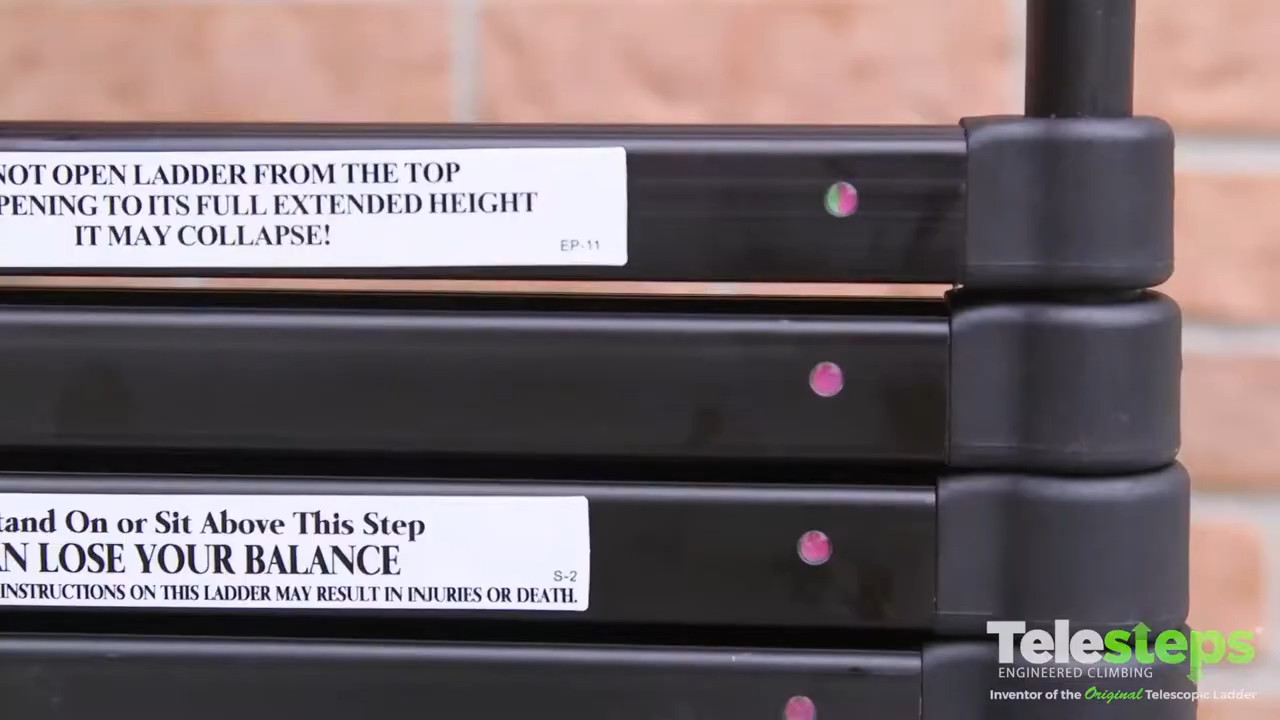 NOT OPEN LADDER FROM THE TOP
PENING TO ITS FULL EXTENDED HEIGHT
IT MAY COLLAPSE!
EP-11
tand On or Sit Above This Step
AN LOSE YOUR BALANCE
S-2
INSTRUCTIONS ON THIS LADDER MAY RESULT IN INJURIES OR DEATH.
Telesteps
ENGINEERED CLIMBING
Inventor of the Original Telescopic Ladder